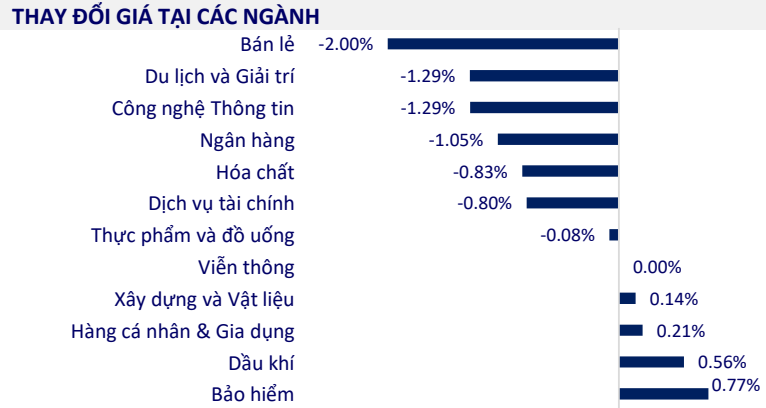 THAY ĐỔI GIÁ TẠI CÁC NGÀNH
Bán lẻ -2.00%
Du lịch và Giải trí -1.29%
Công nghệ Thông tin -1.29%
Ngân hàng -1.05%
Hóa chất -0.83%
Dịch vụ tài chính -0.80%
Thực phẩm và đồ uống -0.08%
Viễn thông 0.00%
Xây dựng và Vật liệu 0.14%
Hàng cá nhân & Gia dụng 0.21%
Dầu khí 0.56%
Bảo hiểm 0.77%